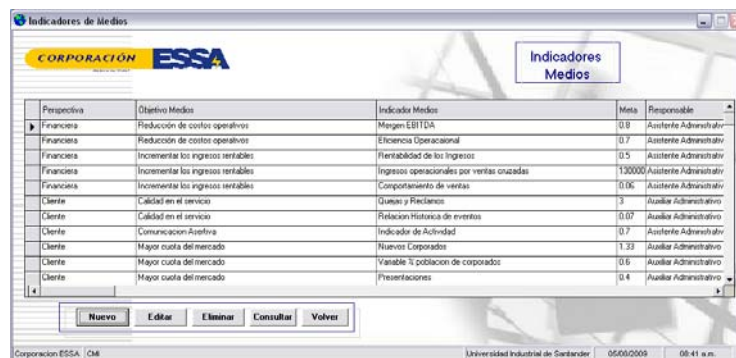 Indicadores de Medios
CORPORACIÓN ESSA
Indicadores
Medios
Perspectiva Objetivo Medios Indicador Medios Meta Responsable
Financiera Reducción de costos operativos Mergen EBITDA 0.8 Asistente Administrativ
Financiera Reducción de costos operativos Eficiencia Operacaional 0.7 Asistente Administrativ
Financiera Incrementar los ingresos rentables Rentabilidad de los Ingresos 0.5 Asistente Administrativ
Financiera Incrementar los ingresos rentables Ingresos operacionales por ventas cruzadas 130000 Asistente Administrativ
Financiera Incrementar los ingresos rentables Comportamiento de ventas 0.06 Asistente Administrativ
Cliente Calidad en el servicio Quejas y Reclamos 3 Auxiliar Administrativo
Cliente Calidad en el servicio Relacion Historica de eventos 0.07 Auxiliar Administrativo
Cliente Comunicacion Asertiva Indicador de Actividad 0.7 Asistente Administrativ
Cliente Mayor cuota del mercado Nuevos Corporados 1.33 Auxiliar Administrativo
Cliente Mayor cuota del mercado Variable % poblacion de corporados 0.6 Auxiliar Administrativo
Cliente Mayor cuota del mercado Presentaciones 0.4 Auxiliar Administrativo
Nuevo Editar Eliminar Consultar Volver
Corporacion ESSA CMI Universidad Industrial de Santander 08:41 a.m.